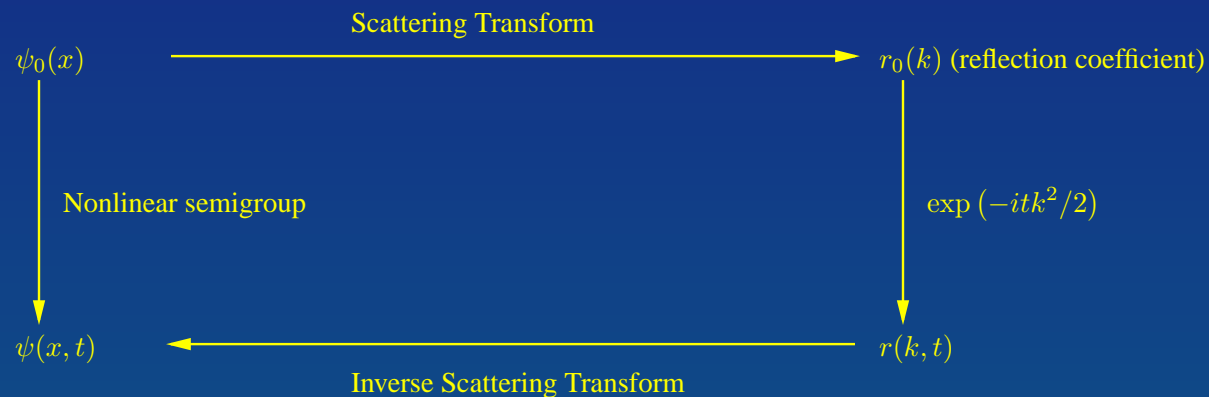 Scattering Transform
ψ₀(x)
r₀(k) (reflection coefficient)
Nonlinear semigroup
exp (−itk²/2)
ψ(x, t)
r(k, t)
Inverse Scattering Transform